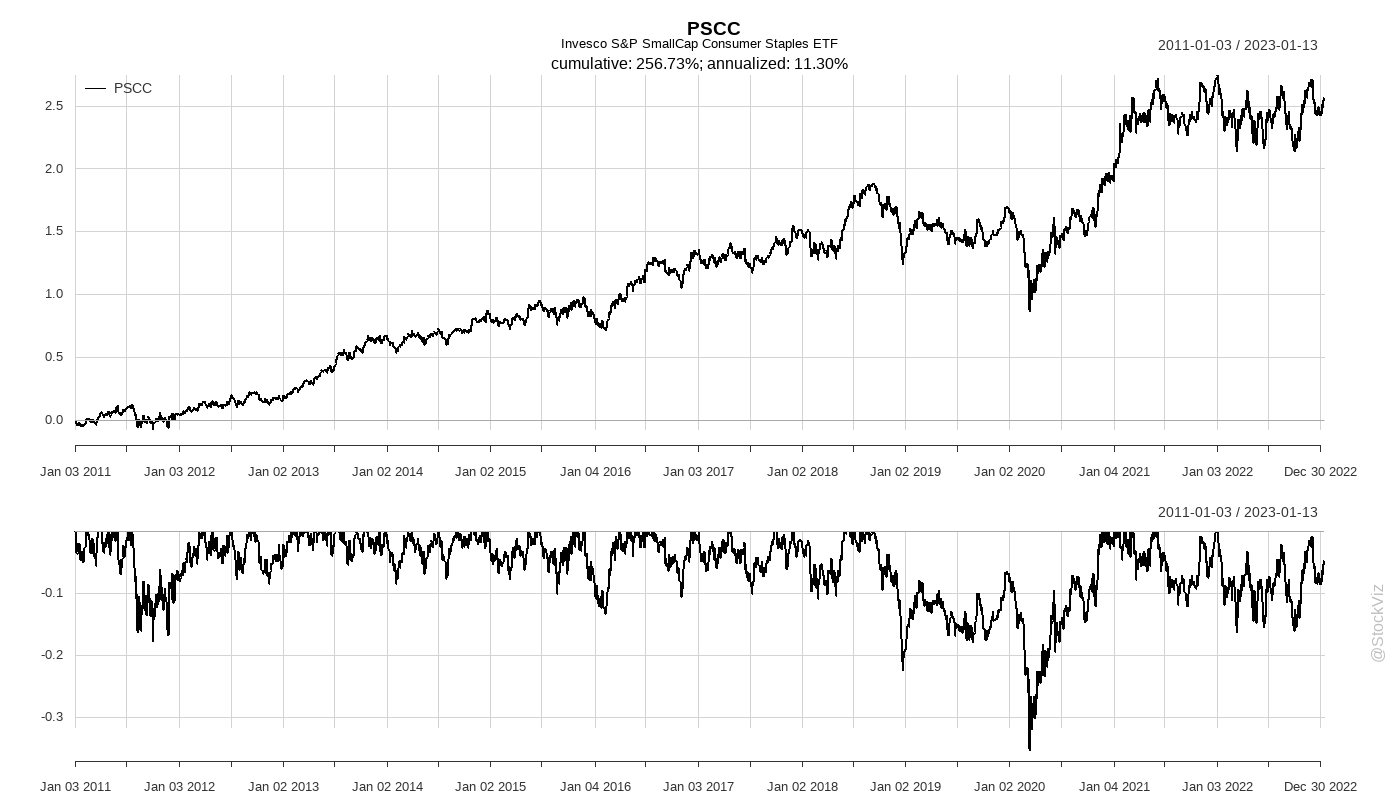 PSCC
Invesco S&P SmallCap Consumer Staples ETF
cumulative: 256.73%; annualized: 11.30%
2011-01-03 / 2023-01-13
PSCC
2.5
2.0
1.5
1.0
0.5
0.0
Jan 03 2011 Jan 03 2012 Jan 02 2013 Jan 02 2014 Jan 02 2015 Jan 04 2016 Jan 03 2017 Jan 02 2018 Jan 02 2019 Jan 02 2020 Jan 04 2021 Jan 03 2022 Dec 30 2022
2011-01-03 / 2023-01-13
-0.1
-0.2
-0.3
Jan 03 2011 Jan 03 2012 Jan 02 2013 Jan 02 2014 Jan 02 2015 Jan 04 2016 Jan 03 2017 Jan 02 2018 Jan 02 2019 Jan 02 2020 Jan 04 2021 Jan 03 2022 Dec 30 2022
@StockViz